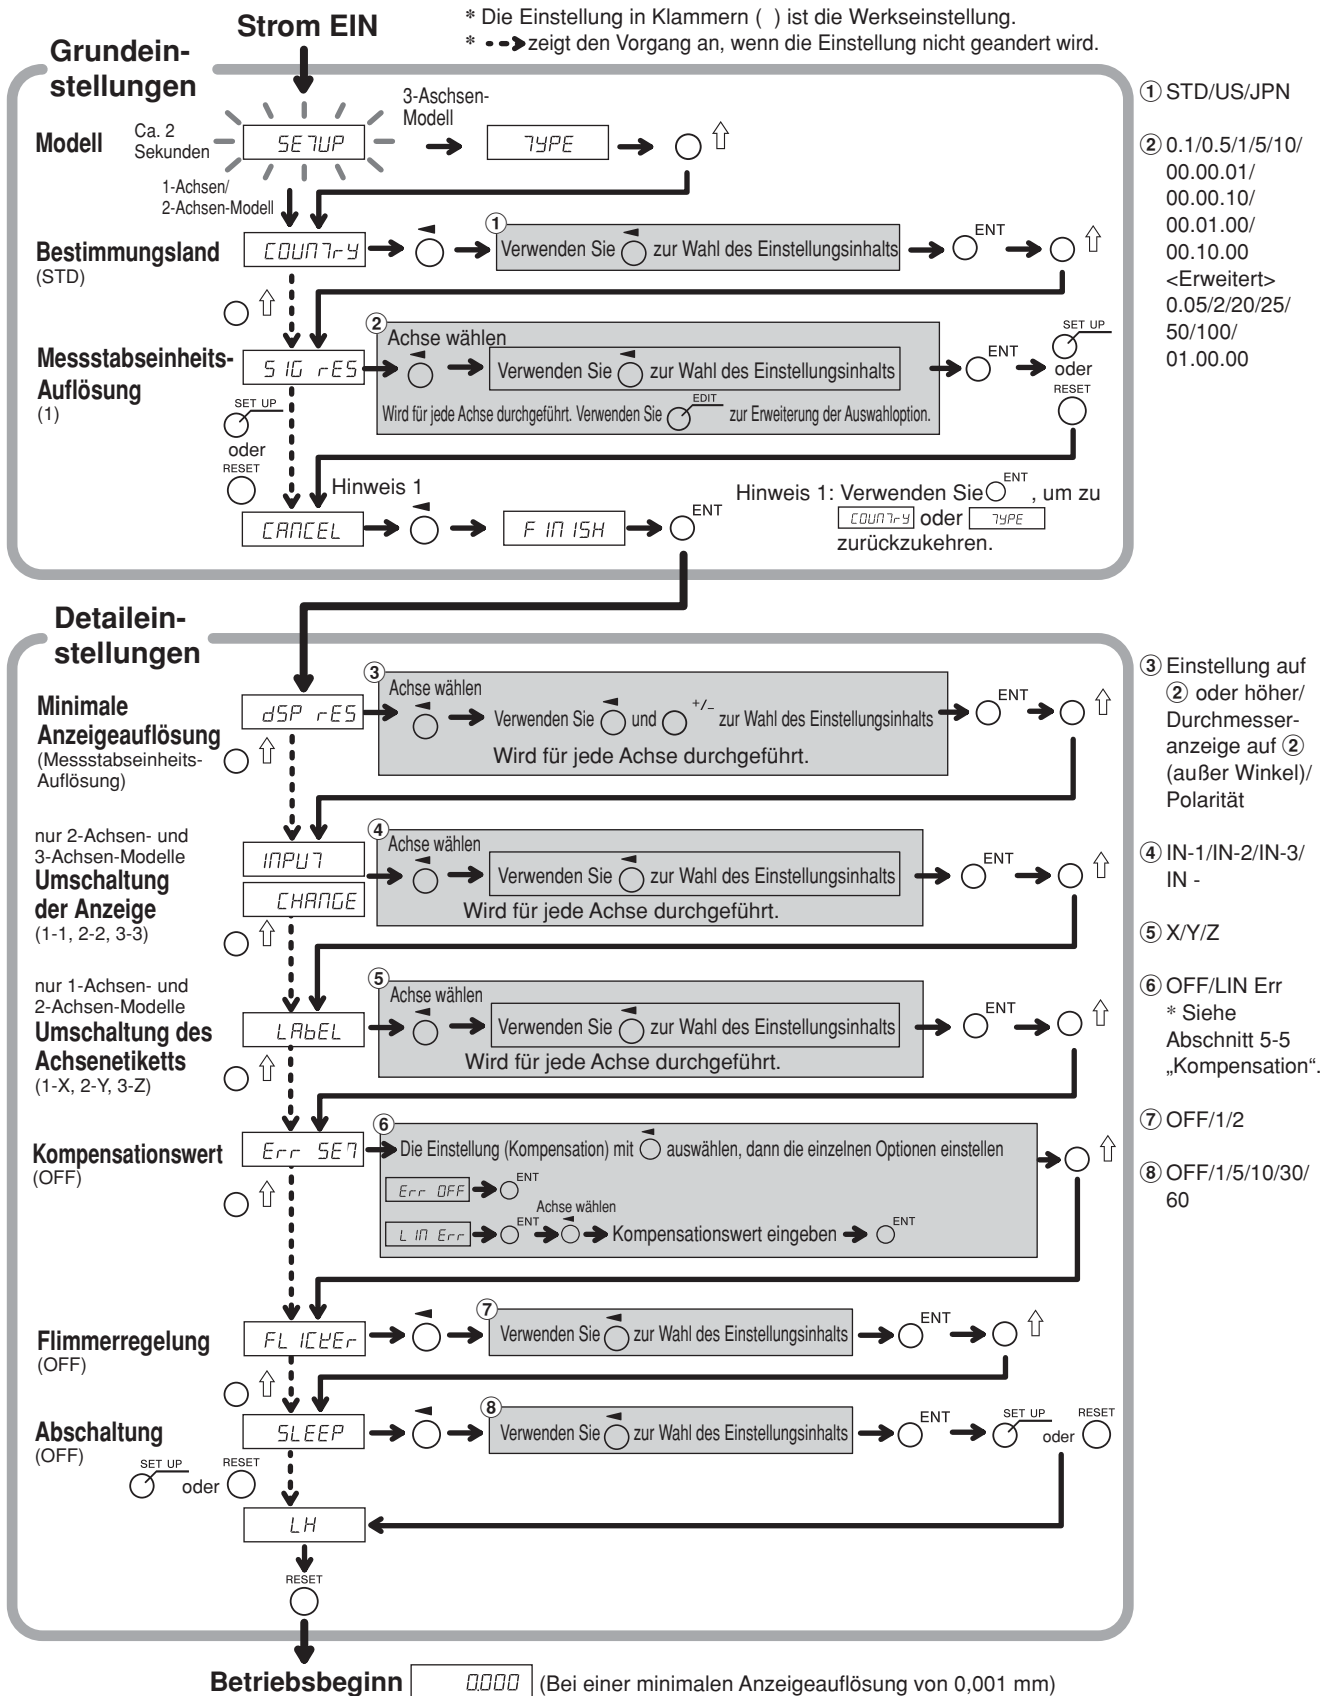 Strom EIN
* Die Einstellung in Klammern ( ) ist die Werkseinstellung.
* zeigt den Vorgang an, wenn die Einstellung nicht geandert wird.
Grundein-
stellungen
Modell
Ca. 2
Sekunden
SETUP
3-Aschsen-
Modell
TYPE
1-Achsen/
2-Achsen-Modell
Bestimmungsland
(STD)
COUNTrY
①
Verwenden Sie zur Wahl des Einstellungsinhalts
ENT
Messstabseinheits-
Auflösung
(1)
SIG rES
②
Achse wählen
Verwenden Sie zur Wahl des Einstellungsinhalts
Wird für jede Achse durchgeführt. Verwenden Sie EDIT zur Erweiterung der Auswahloption.
ENT
SET UP
oder
RESET
SET UP
oder
RESET
Hinweis 1
CANCEL
FINISH
ENT
Hinweis 1: Verwenden Sie ENT , um zu
COUNTrY oder TYPE
zurückzukehren.
① STD/US/JPN
② 0.1/0.5/1/5/10/
00.00.01/
00.00.10/
00.01.00/
00.10.00
<Erweitert>
0.05/2/20/25/
50/100/
01.00.00
Detailein-
stellungen
Minimale
Anzeigeauflösung
(Messstabseinheits-
Auflösung)
dSP rES
③
Achse wählen
Verwenden Sie und +/- zur Wahl des Einstellungsinhalts
Wird für jede Achse durchgeführt.
ENT
nur 2-Achsen- und
3-Achsen-Modelle
Umschaltung
der Anzeige
(1-1, 2-2, 3-3)
INPUT
CHANGE
④
Achse wählen
Verwenden Sie zur Wahl des Einstellungsinhalts
Wird für jede Achse durchgeführt.
ENT
nur 1-Achsen- und
2-Achsen-Modelle
Umschaltung des
Achsenetiketts
(1-X, 2-Y, 3-Z)
LAbEL
⑤
Achse wählen
Verwenden Sie zur Wahl des Einstellungsinhalts
Wird für jede Achse durchgeführt.
ENT
Kompensationswert
(OFF)
Err SET
⑥
Die Einstellung (Kompensation) mit auswählen, dann die einzelnen Optionen einstellen
Err OFF
ENT
Achse wählen
LIN Err
ENT
Kompensationswert eingeben
ENT
Flimmerregelung
(OFF)
FLICKEr
⑦
Verwenden Sie zur Wahl des Einstellungsinhalts
ENT
Abschaltung
(OFF)
SLEEP
⑧
Verwenden Sie zur Wahl des Einstellungsinhalts
ENT
SET UP
oder
RESET
SET UP
oder
RESET
LH
RESET
③ Einstellung auf
② oder höher/
Durchmesser-
anzeige auf ②
(außer Winkel)/
Polarität
④ IN-1/IN-2/IN-3/
IN -
⑤ X/Y/Z
⑥ OFF/LIN Err
* Siehe
Abschnitt 5-5
„Kompensation“.
⑦ OFF/1/2
⑧ OFF/1/5/10/30/
60
Betriebsbeginn 0.000 (Bei einer minimalen Anzeigeauflösung von 0,001 mm)